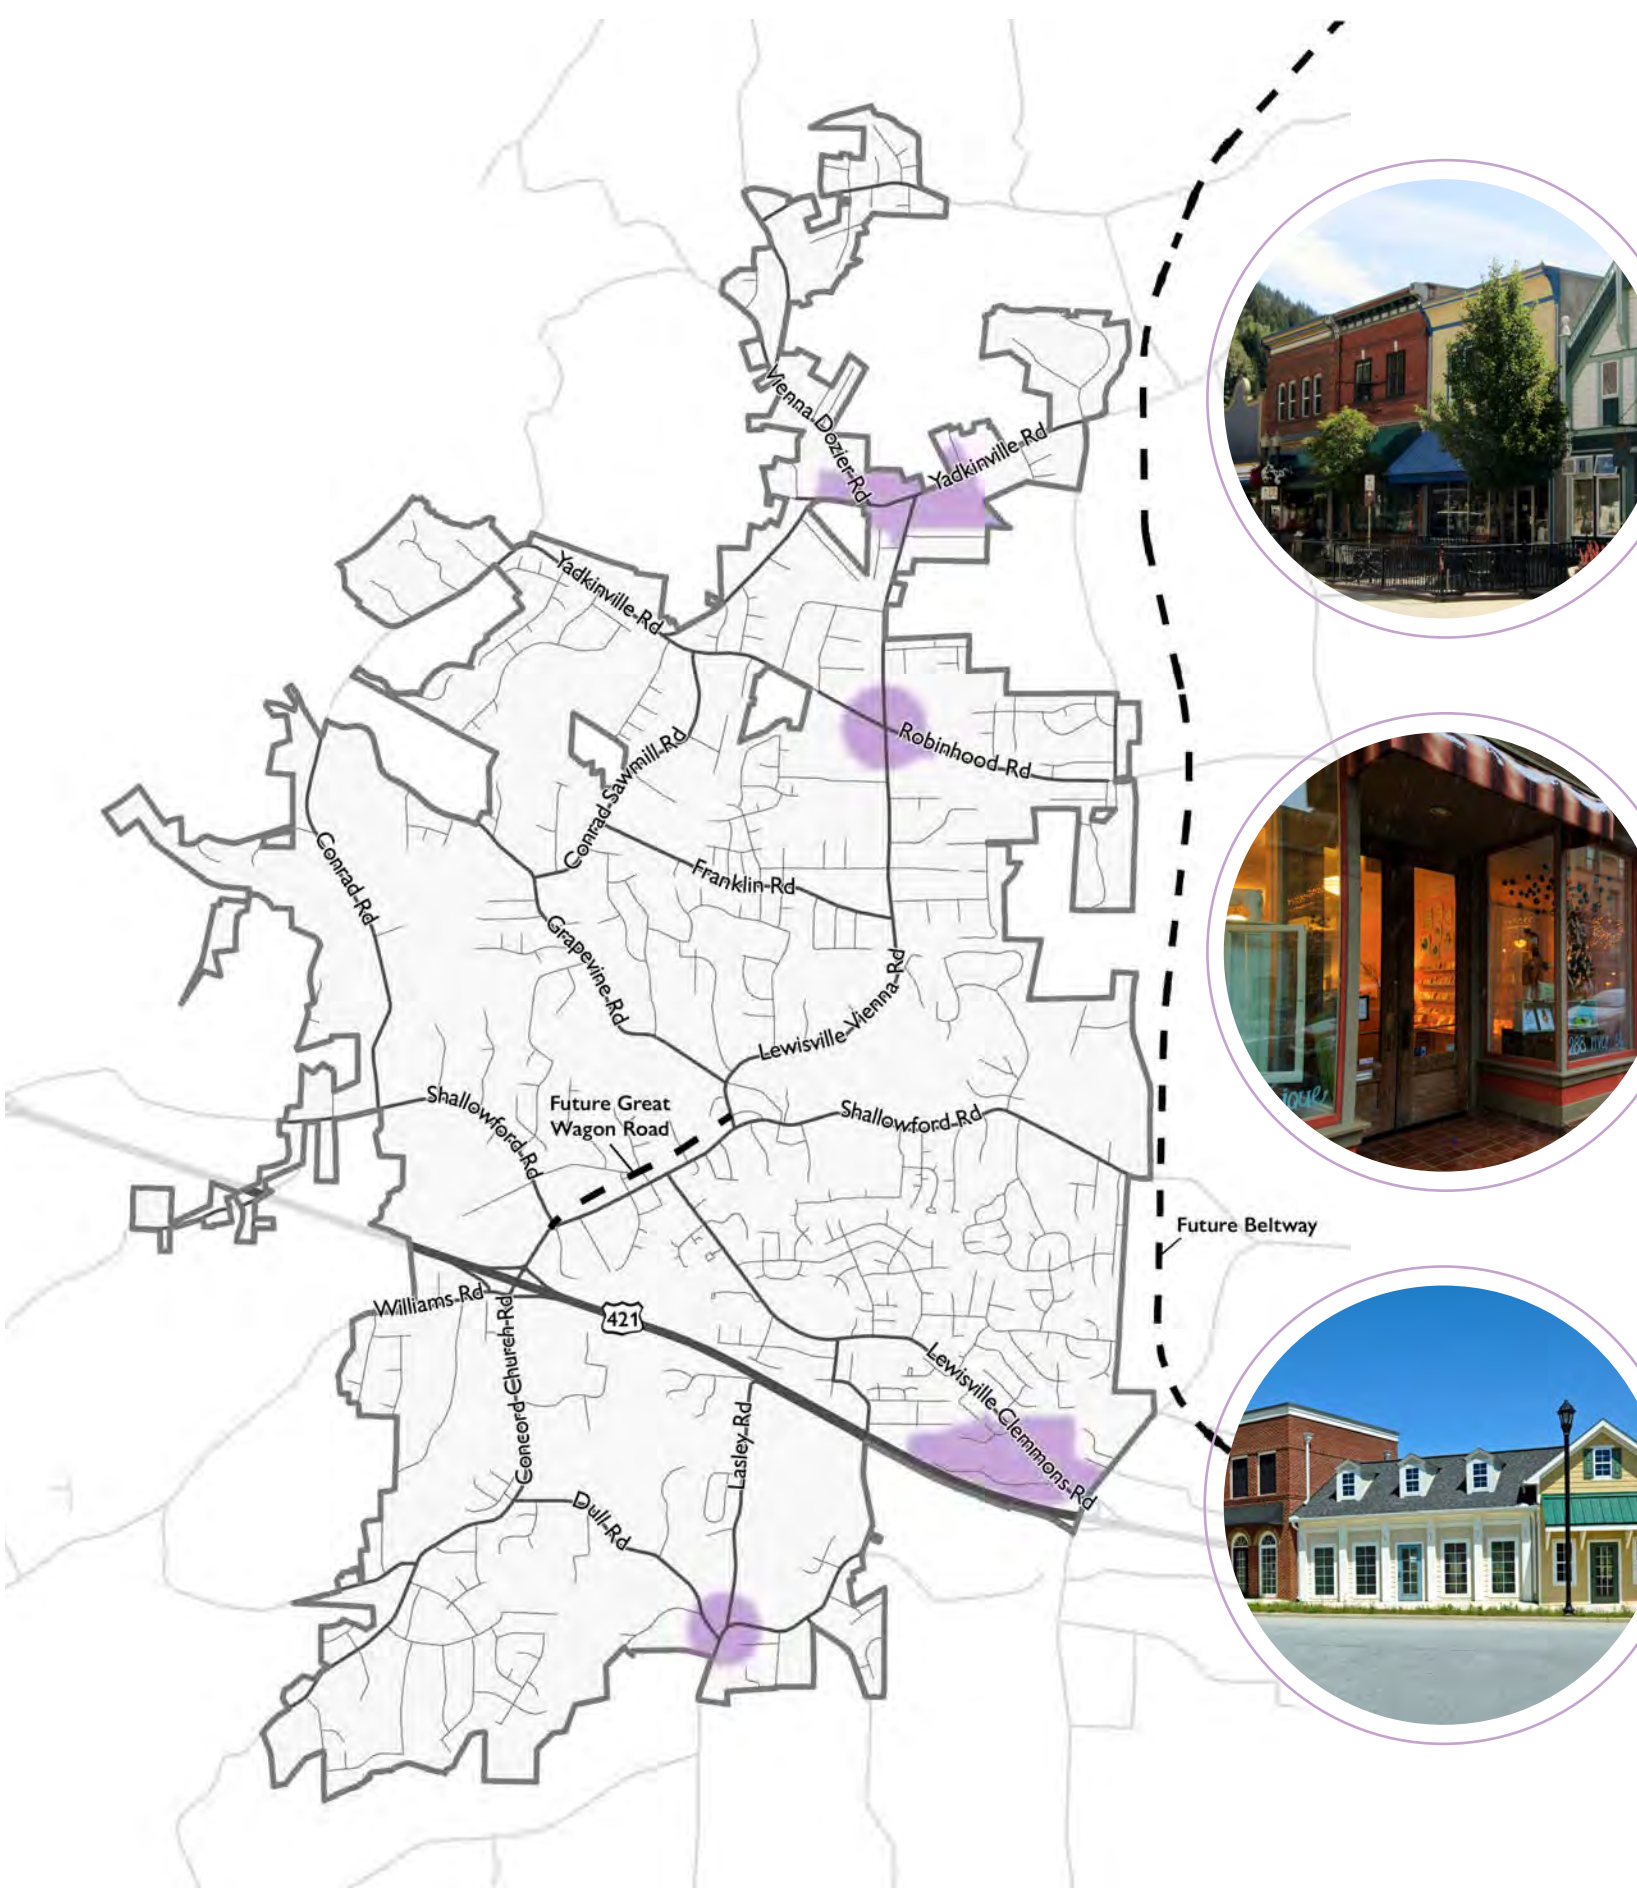 Vienna Dozier Rd
Yadkinville Rd
Yadkinville Rd
Robinhood Rd
Conrad Sawmill Rd
Conrad Rd
Franklin Rd
Grapevine Rd
Lewisville Vienna Rd
Shallowford Rd
Future Great
Wagon Road
Shallowford Rd
Future Beltway
Williams Rd
421
Concord Church Rd
Lewisville Clemmons Rd
Lasley Rd
Dull Rd